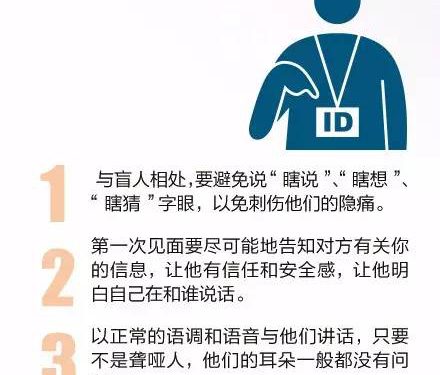 ID
1
与盲人相处,要避免说“瞎说”、“瞎想”、
“瞎猜”字眼，以免刺伤他们的隐痛。
2
第一次见面要尽可能地告知对方有关你
的信息，让他有信任和安全感，让他明
白自己在和谁说话。
3
以正常的语调和语音与他们讲话，只要
不是聋哑人，他们的耳朵一般都没有问